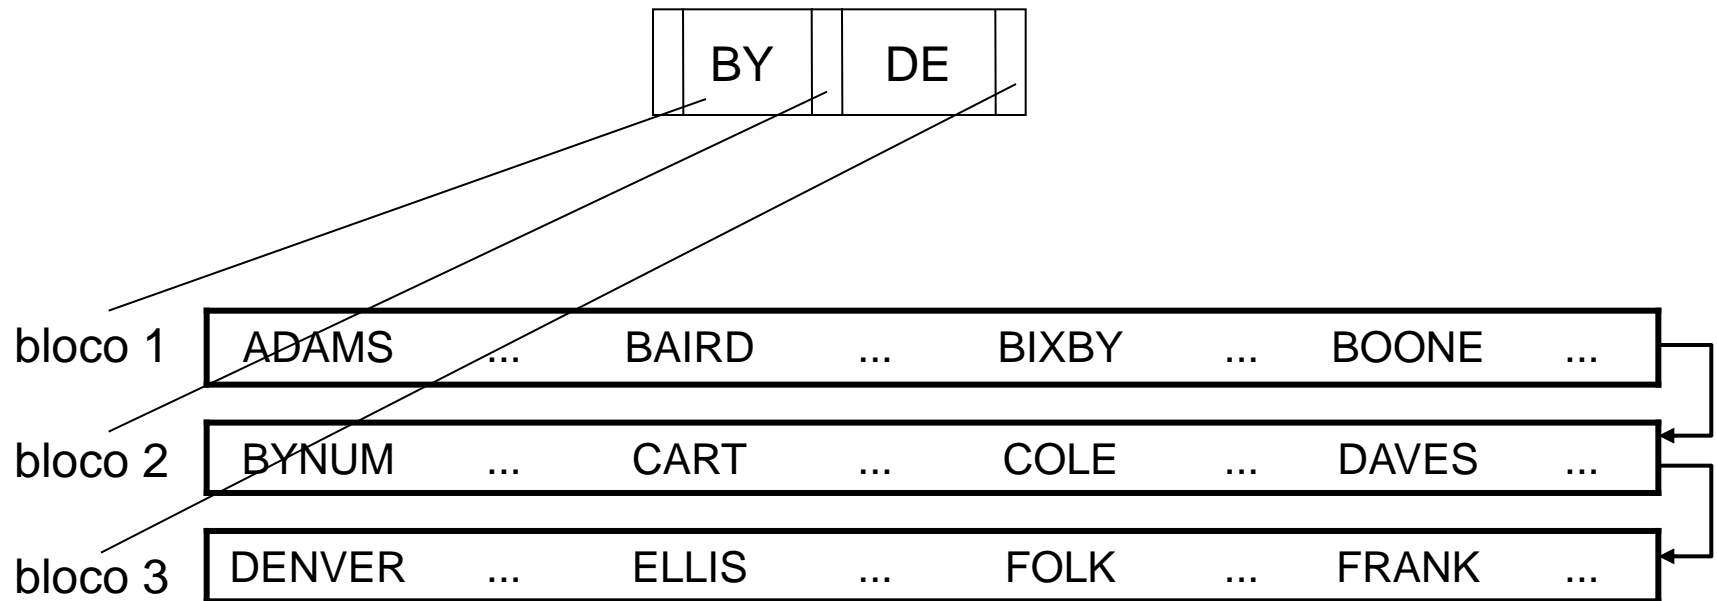 BY DE
bloco 1 ADAMS ... BAIRD ... BIXBY ... BOONE ...
bloco 2 BYNUM ... CART ... COLE ... DAVES ...
bloco 3 DENVER ... ELLIS ... FOLK ... FRANK ...